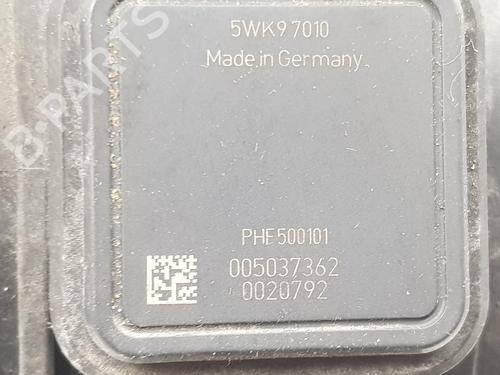 5WK9 7010
Made in Germany
PHF500101
005037362
0020792
B-PARTS